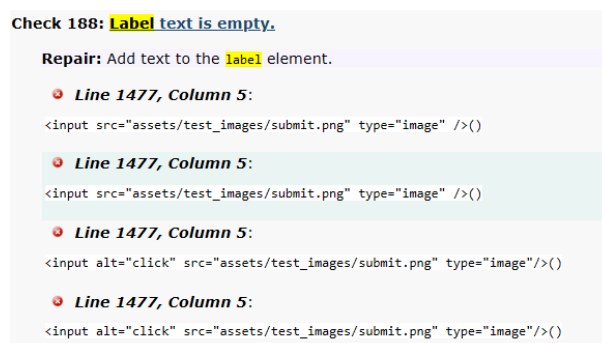 Check 188: Label text is empty.
Repair: Add text to the label element.
Line 1477, Column 5:
<input src="assets/test_images/submit.png" type="image" />()
Line 1477, Column 5:
<input src="assets/test_images/submit.png" type="image" />()
Line 1477, Column 5:
<input alt="click" src="assets/test_images/submit.png" type="image"/>()
Line 1477, Column 5:
<input alt="click" src="assets/test_images/submit.png" type="image"/>()